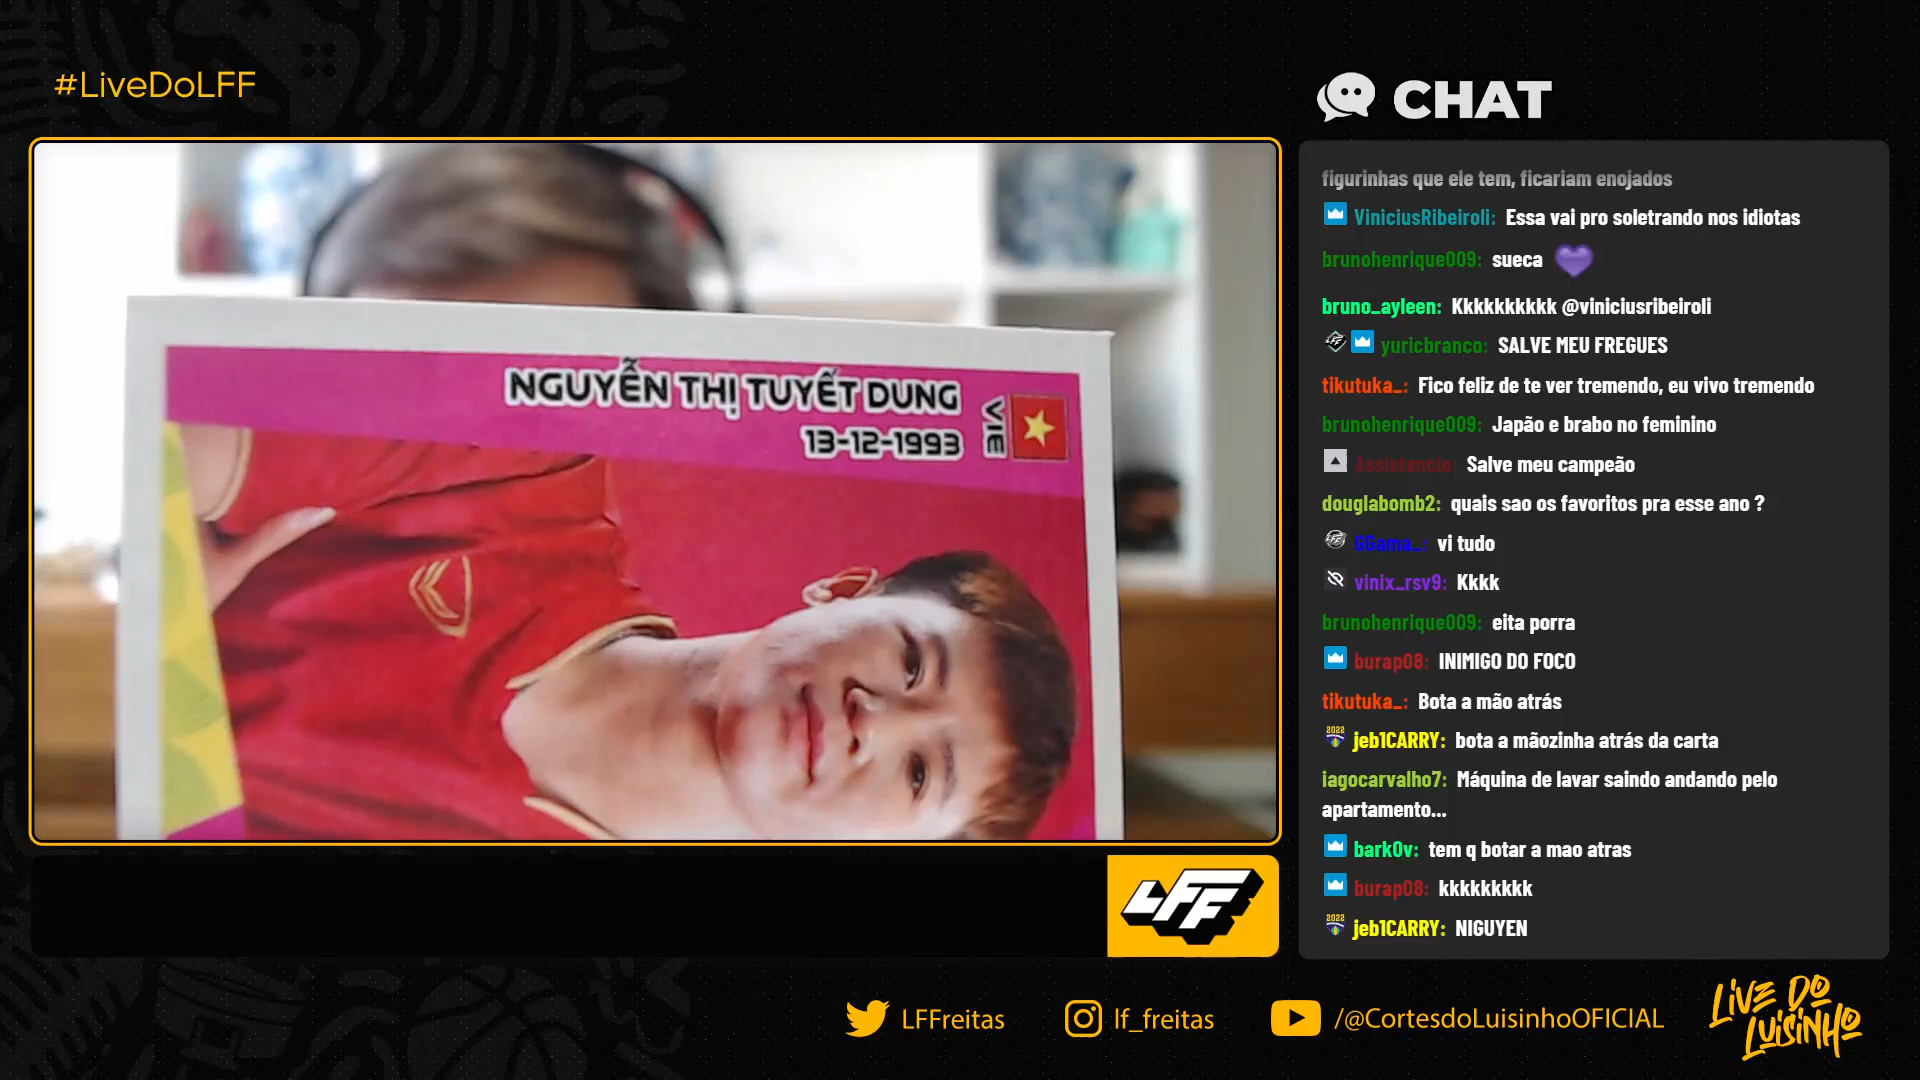 #LiveDoLFF
NGUYỄN THỊ TUYẾT DUNG
13-12-1993
VIE
LFF
CHAT
figurinhas que ele tem, ficariam enojados
ViniciusRibeiroli: Essa vai pro soletrando nos idiotas
brunohenrique009: sueca
bruno_ayleen: Kkkkkkkkkk @viniciusribeiroli
yuricbranco: SALVE MEU FREGUES
tikutuka_: Fico feliz de te ver tremendo, eu vivo tremendo
brunohenrique009: Japão e brabo no feminino
Assistencio: Salve meu campeão
douglabomb2: quais sao os favoritos pra esse ano ?
GGama_: vi tudo
vinix_rsv9: Kkkk
brunohenrique009: eita porra
burap08: INIMIGO DO FOCO
tikutuka_: Bota a mão atrás
jeb1CARRY: bota a mãozinha atrás da carta
iagocarvalho7: Máquina de lavar saindo andando pelo
apartamento...
bark0v: tem q botar a mao atras
burap08: kkkkkkkkk
jeb1CARRY: NIGUYEN
LFFreitas
lf_freitas
/@CortesdoLuisinhoOFICIAL
LIVE DO
LUISINHO